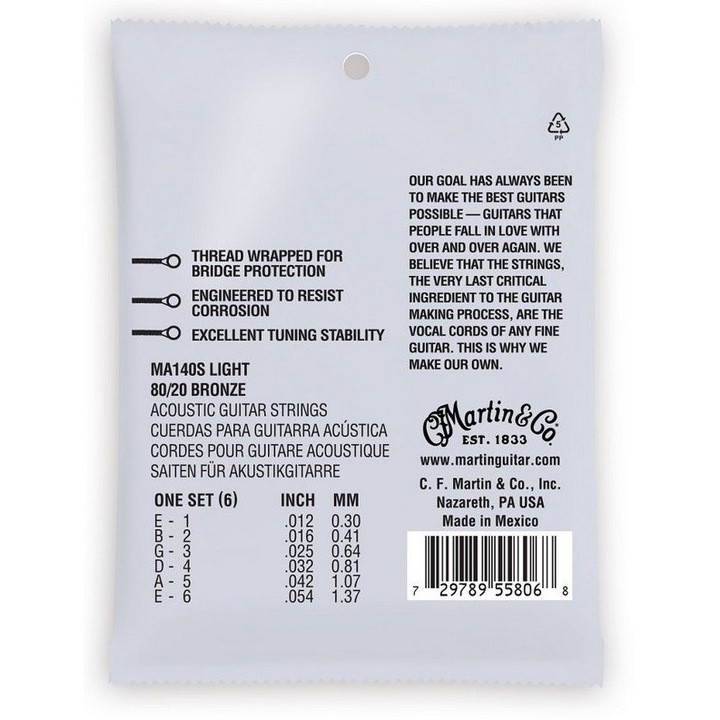 5
PP
OUR GOAL HAS ALWAYS BEEN
TO MAKE THE BEST GUITARS
POSSIBLE — GUITARS THAT
PEOPLE FALL IN LOVE WITH
OVER AND OVER AGAIN. WE
BELIEVE THAT THE STRINGS,
THE VERY LAST CRITICAL
INGREDIENT TO THE GUITAR
MAKING PROCESS, ARE THE
VOCAL CORDS OF ANY FINE
GUITAR. THIS IS WHY WE
MAKE OUR OWN.
THREAD WRAPPED FOR
BRIDGE PROTECTION
ENGINEERED TO RESIST
CORROSION
EXCELLENT TUNING STABILITY
MA140S LIGHT
80/20 BRONZE
ACOUSTIC GUITAR STRINGS
CUERDAS PARA GUITARRA ACÚSTICA
CORDES POUR GUITARE ACOUSTIQUE
SAITEN FÜR AKUSTIKGITARRE
ONE SET (6) INCH MM
E - 1 .012 0.30
B - 2 .016 0.41
G - 3 .025 0.64
D - 4 .032 0.81
A - 5 .042 1.07
E - 6 .054 1.37
CF Martin & Co.
EST. 1833
www.martinguitar.com
C. F. Martin & Co., Inc.
Nazareth, PA USA
Made in Mexico
7 29789 55806 8